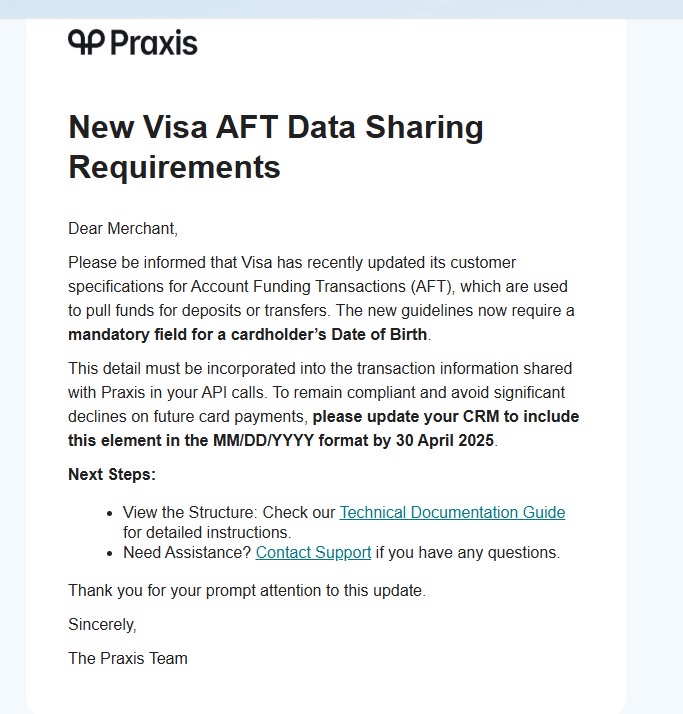 Praxis
New Visa AFT Data Sharing
Requirements
Dear Merchant,
Please be informed that Visa has recently updated its customer
specifications for Account Funding Transactions (AFT), which are used
to pull funds for deposits or transfers. The new guidelines now require a
mandatory field for a cardholder’s Date of Birth.
This detail must be incorporated into the transaction information shared
with Praxis in your API calls. To remain compliant and avoid significant
declines on future card payments, please update your CRM to include
this element in the MM/DD/YYYY format by 30 April 2025.
Next Steps:
• View the Structure: Check our Technical Documentation Guide
for detailed instructions.
• Need Assistance? Contact Support if you have any questions.
Thank you for your prompt attention to this update.
Sincerely,
The Praxis Team